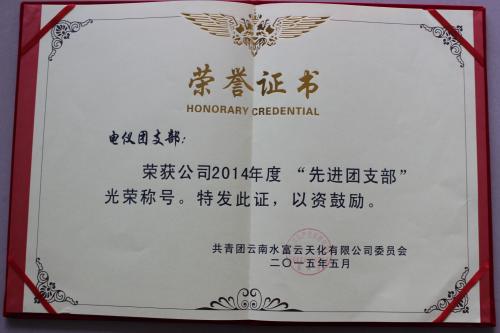 荣誉证书
HONORARY CREDENTIAL
电仪团支部：
荣获公司2014年度“先进团支部”
光荣称号。特发此证，以资鼓励。
共青团云南水富云天化有限公司委员会
二〇一五年五月